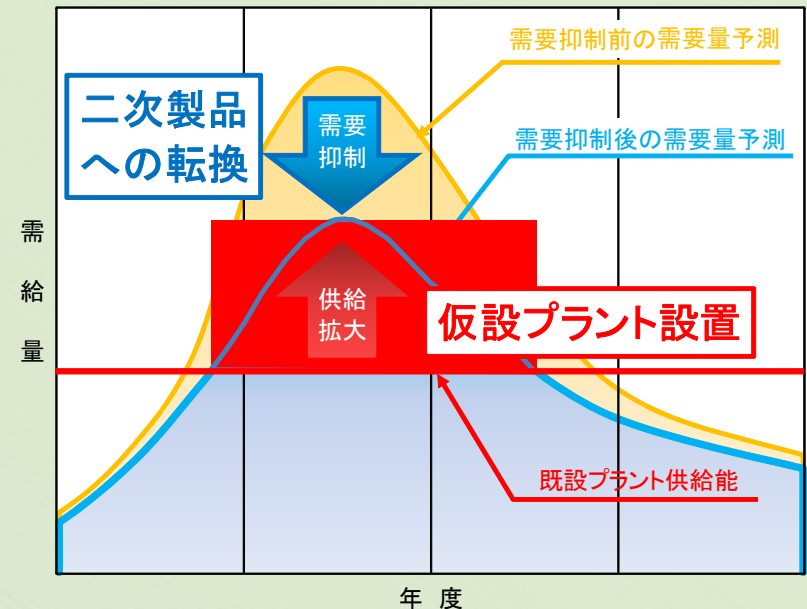 需要抑制前の需要量予測
二次製品
への転換
需要
抑制
需要抑制後の需要量予測
需給量
供給
拡大
仮設プラント設置
既設プラント供給能
年度